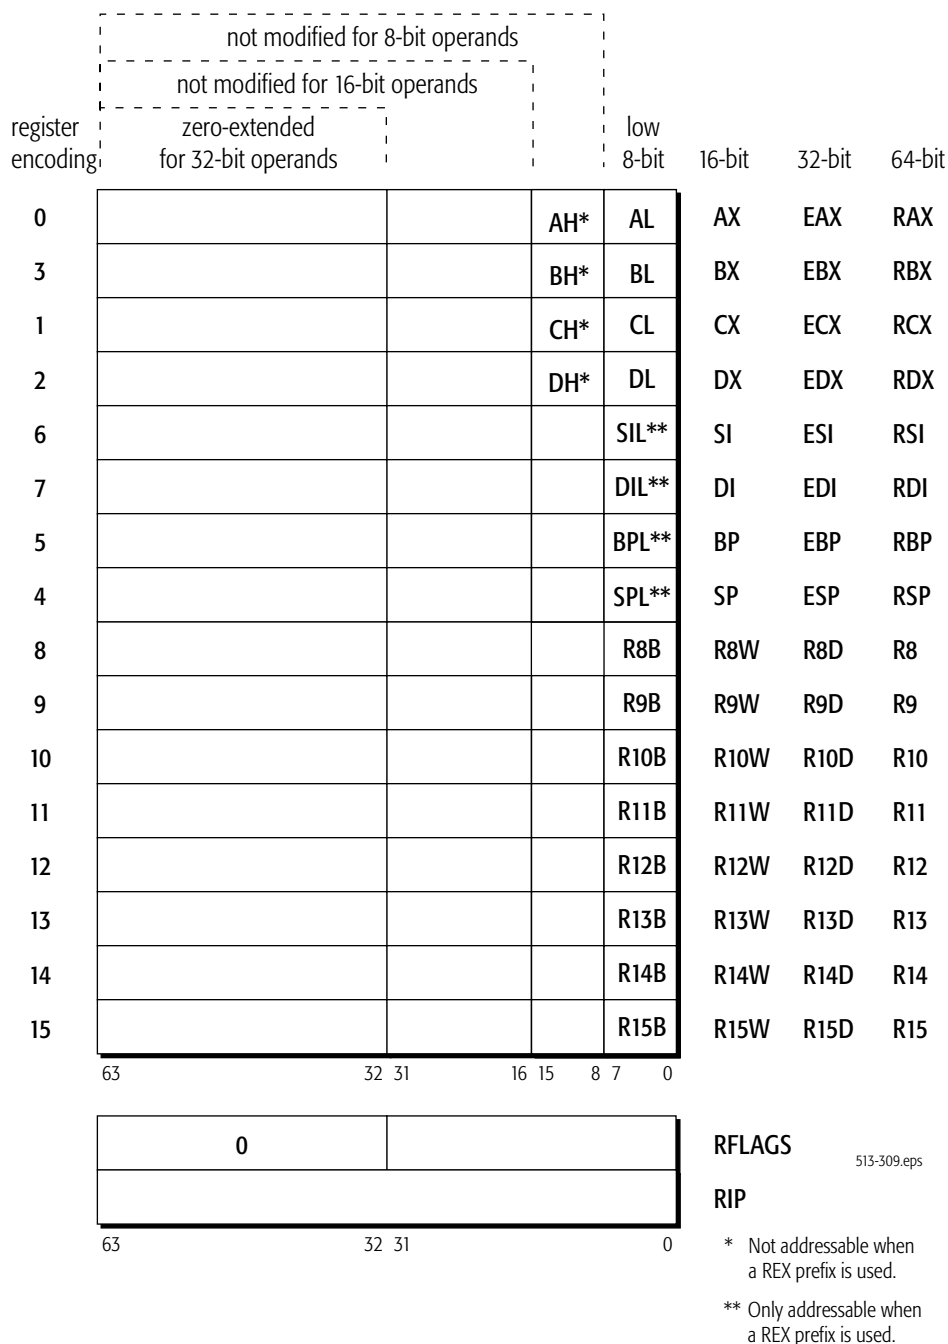 not modified for 8-bit operands
not modified for 16-bit operands
register encoding
zero-extended for 32-bit operands
low 8-bit
16-bit 32-bit 64-bit
0 AH* AL AX EAX RAX
3 BH* BL BX EBX RBX
1 CH* CL CX ECX RCX
2 DH* DL DX EDX RDX
6 SIL** SI ESI RSI
7 DIL** DI EDI RDI
5 BPL** BP EBP RBP
4 SPL** SP ESP RSP
8 R8B R8W R8D R8
9 R9B R9W R9D R9
10 R10B R10W R10D R10
11 R11B R11W R11D R11
12 R12B R12W R12D R12
13 R13B R13W R13D R13
14 R14B R14W R14D R14
15 R15B R15W R15D R15
63 32 31 16 15 8 7 0
0 RFLAGS
513-309.eps
RIP
63 32 31 0
* Not addressable when
a REX prefix is used.
** Only addressable when
a REX prefix is used.